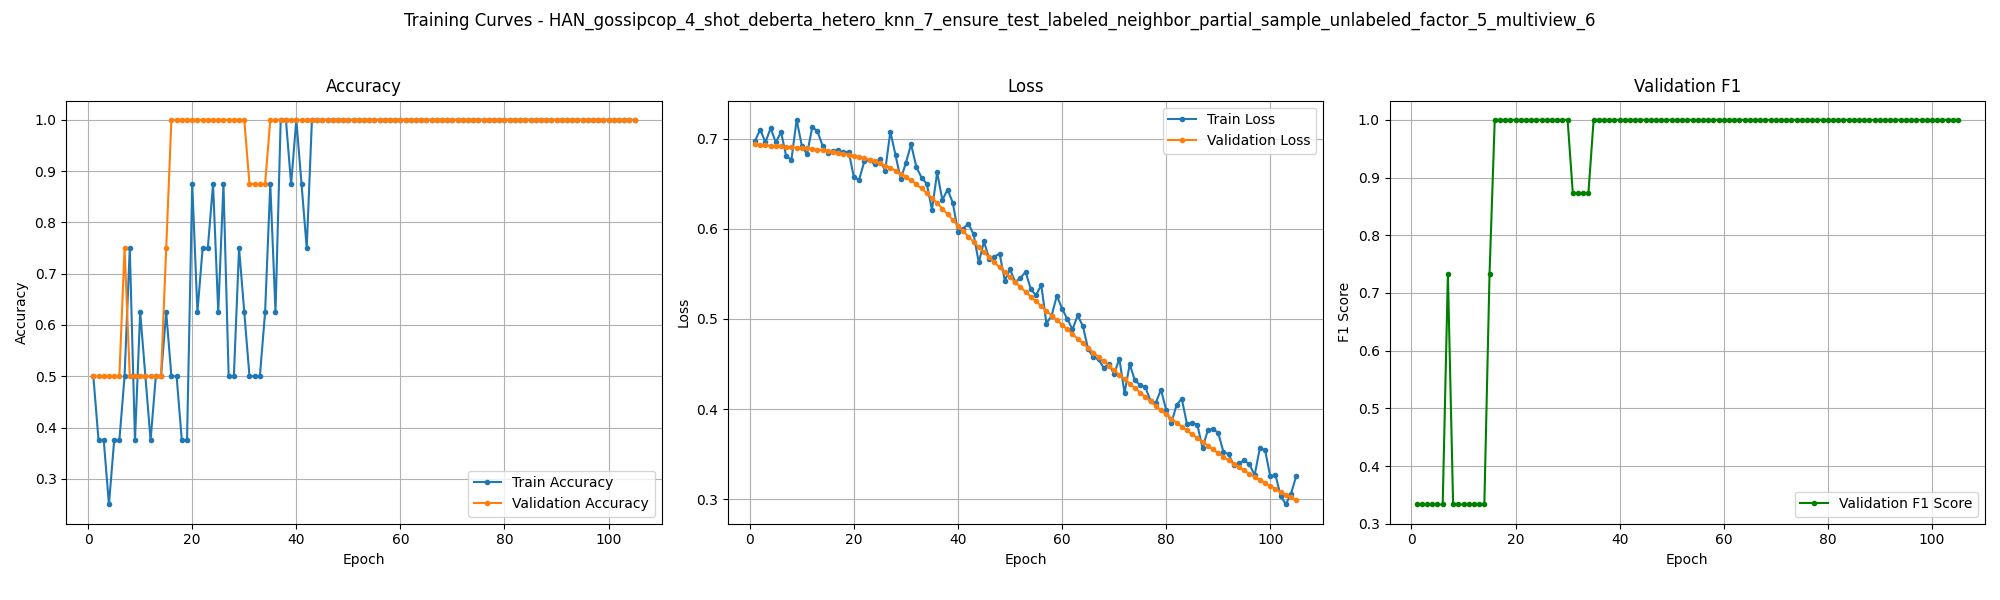 Training Curves - HAN_gossipcop_4_shot_deberta_hetero_knn_7_ensure_test_labeled_neighbor_partial_sample_unlabeled_factor_5_multiview_6
Accuracy
1.0
0.9
0.8
0.7
0.6
0.5
0.4
0.3
Accuracy
Train Accuracy
Validation Accuracy
0 20 40 60 80 100
Epoch
Loss
0.7
0.6
0.5
0.4
0.3
Loss
Train Loss
Validation Loss
0 20 40 60 80 100
Epoch
Validation F1
1.0
0.9
0.8
0.7
0.6
0.5
0.4
0.3
F1 Score
Validation F1 Score
0 20 40 60 80 100
Epoch